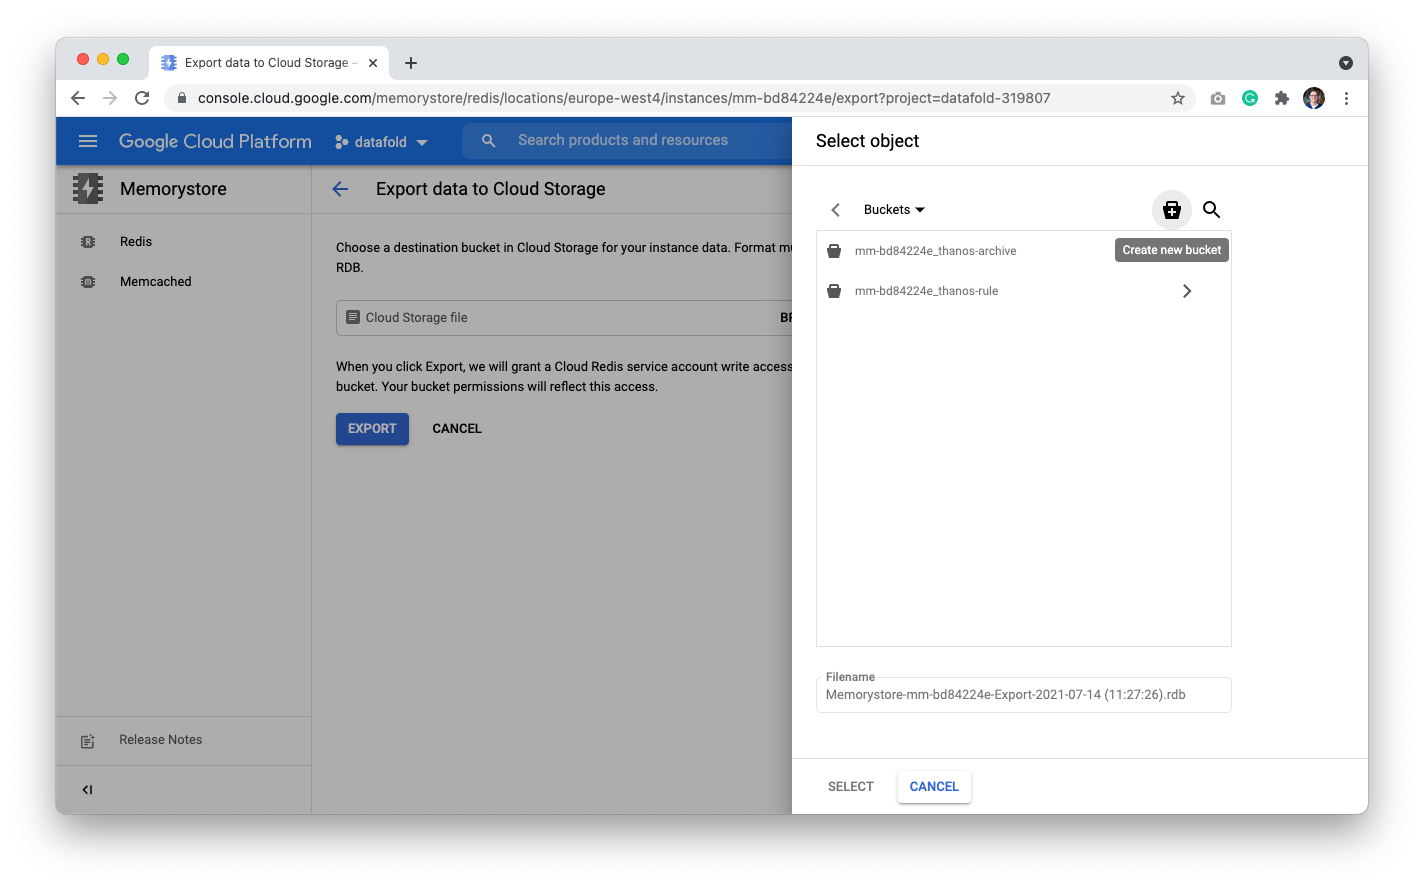 Export data to Cloud Storage –
console.cloud.google.com/memorystore/redis/locations/europe-west4/instances/mm-bd84224e/export?project=datafold-319807
Google Cloud Platform
datafold
Search products and resources
Select object
Memorystore
Export data to Cloud Storage
Buckets
Redis
Memcached
Choose a destination bucket in Cloud Storage for your instance data. Format mu
RDB.
mm-bd84224e_thanos-archive
Create new bucket
mm-bd84224e_thanos-rule
Cloud Storage file
BR
When you click Export, we will grant a Cloud Redis service account write access
bucket. Your bucket permissions will reflect this access.
EXPORT
CANCEL
Filename
Memorystore-mm-bd84224e-Export-2021-07-14 (11:27:26).rdb
Release Notes
SELECT
CANCEL